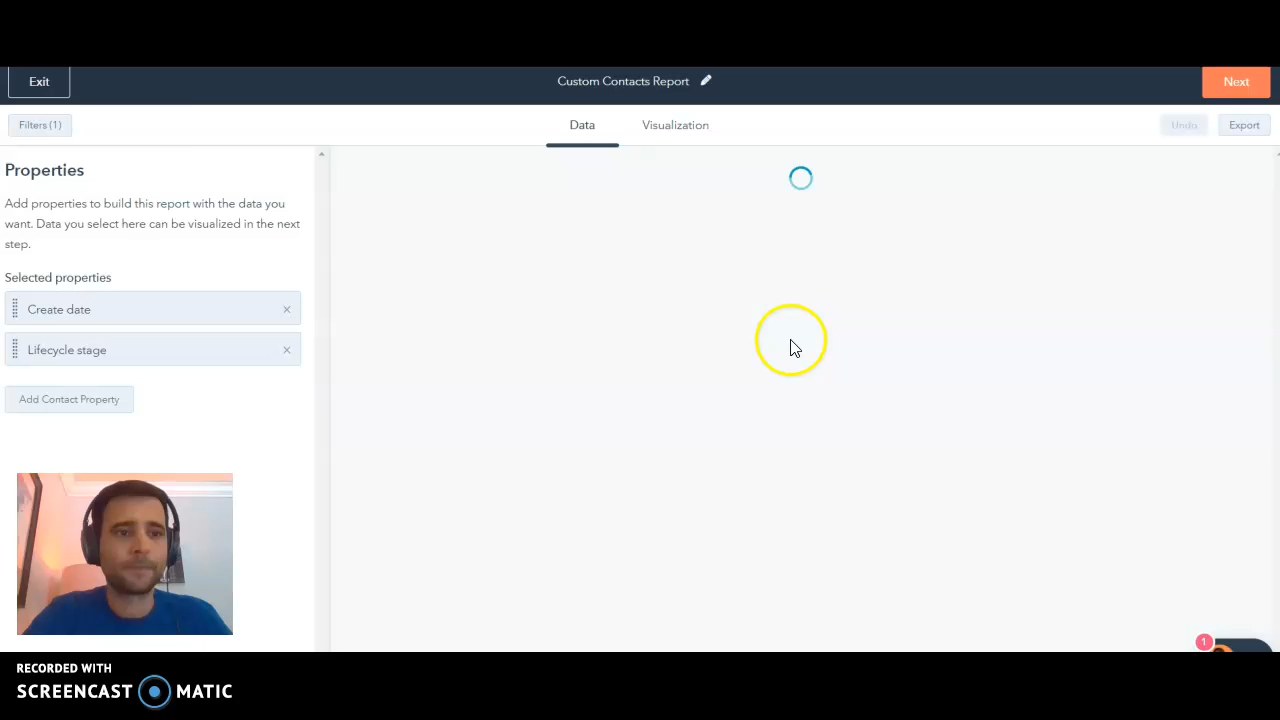 Exit
Custom Contacts Report
Next
Filters (1)
Data
Visualization
Undo
Export
Properties
Add properties to build this report with the data you
want. Data you select here can be visualized in the next
step.
Selected properties
Create date
Lifecycle stage
Add Contact Property
1
RECORDED WITH
SCREENCAST MATIC